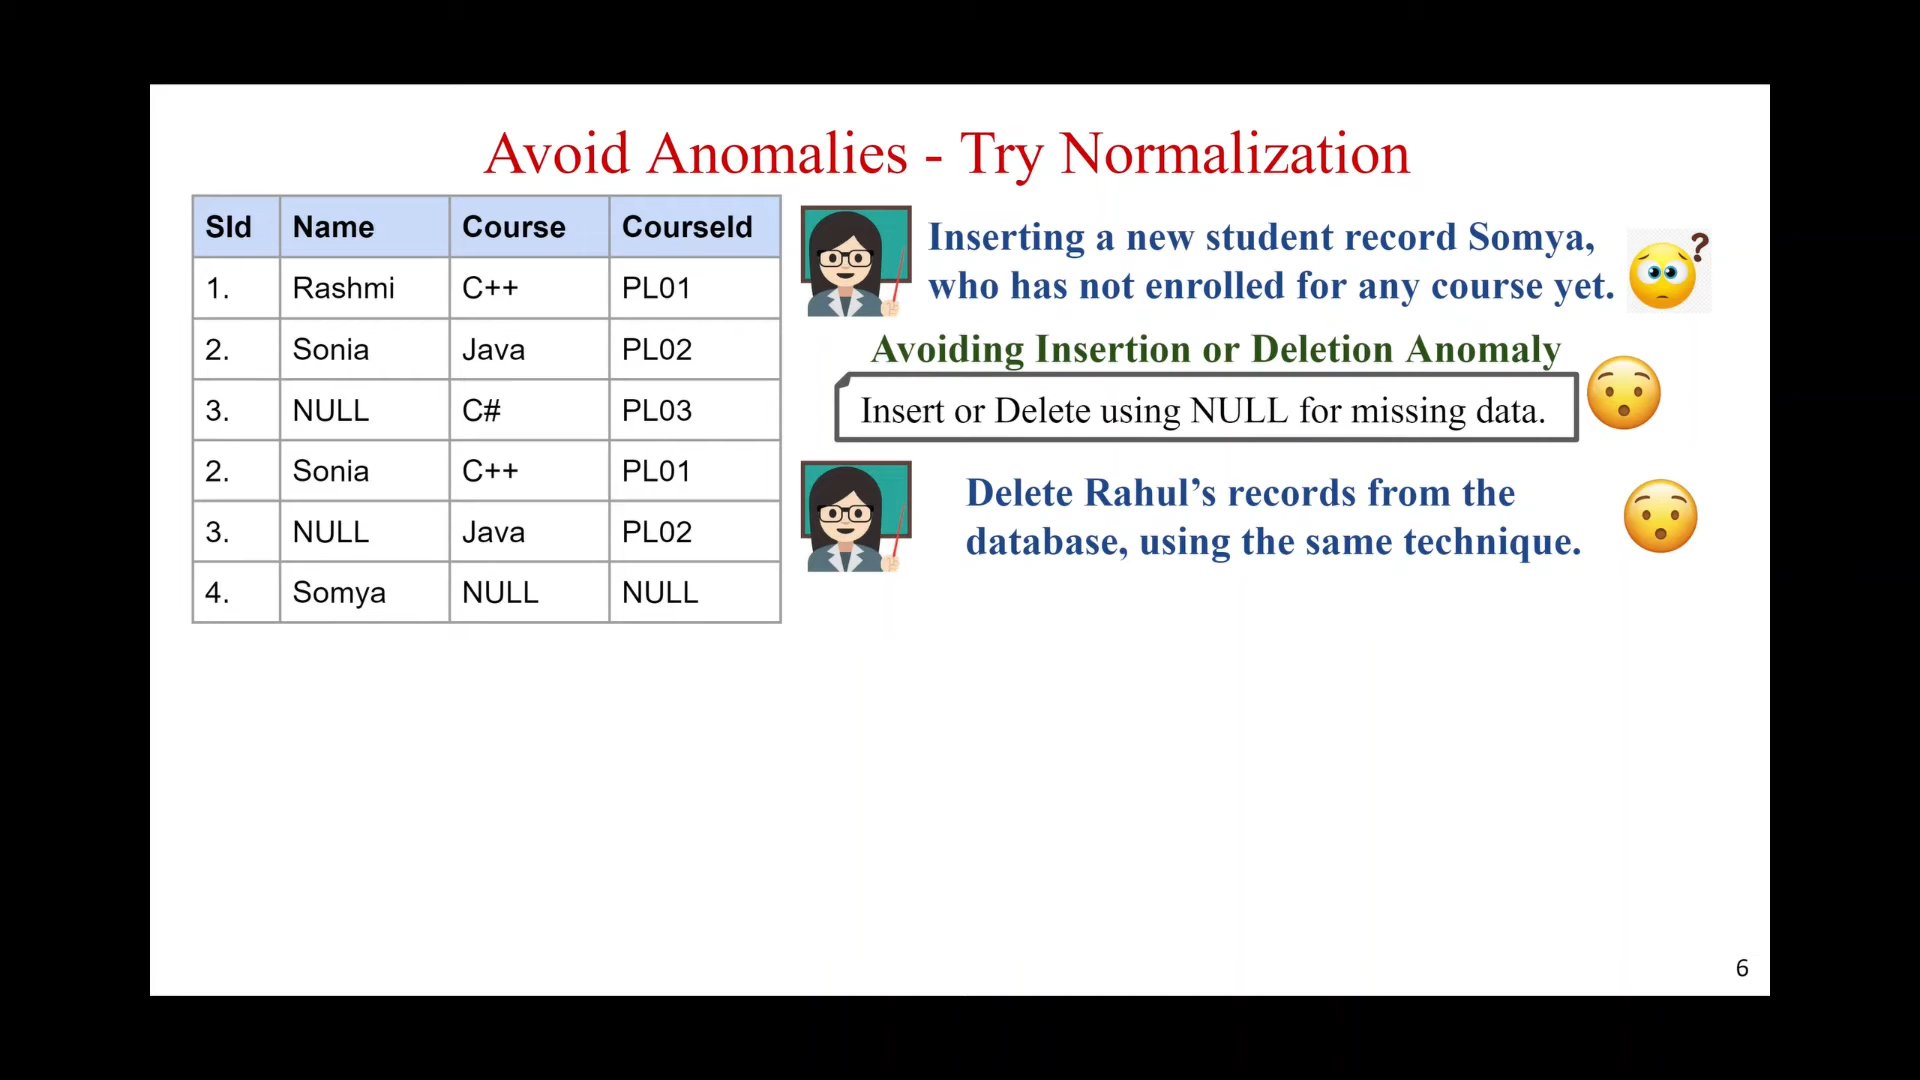 Avoid Anomalies - Try Normalization
SId Name Course CourseId
1. Rashmi C++ PL01
2. Sonia Java PL02
3. NULL C# PL03
2. Sonia C++ PL01
3. NULL Java PL02
4. Somya NULL NULL
Inserting a new student record Somya,
who has not enrolled for any course yet.
?
Avoiding Insertion or Deletion Anomaly
Insert or Delete using NULL for missing data.
Delete Rahul’s records from the
database, using the same technique.
6